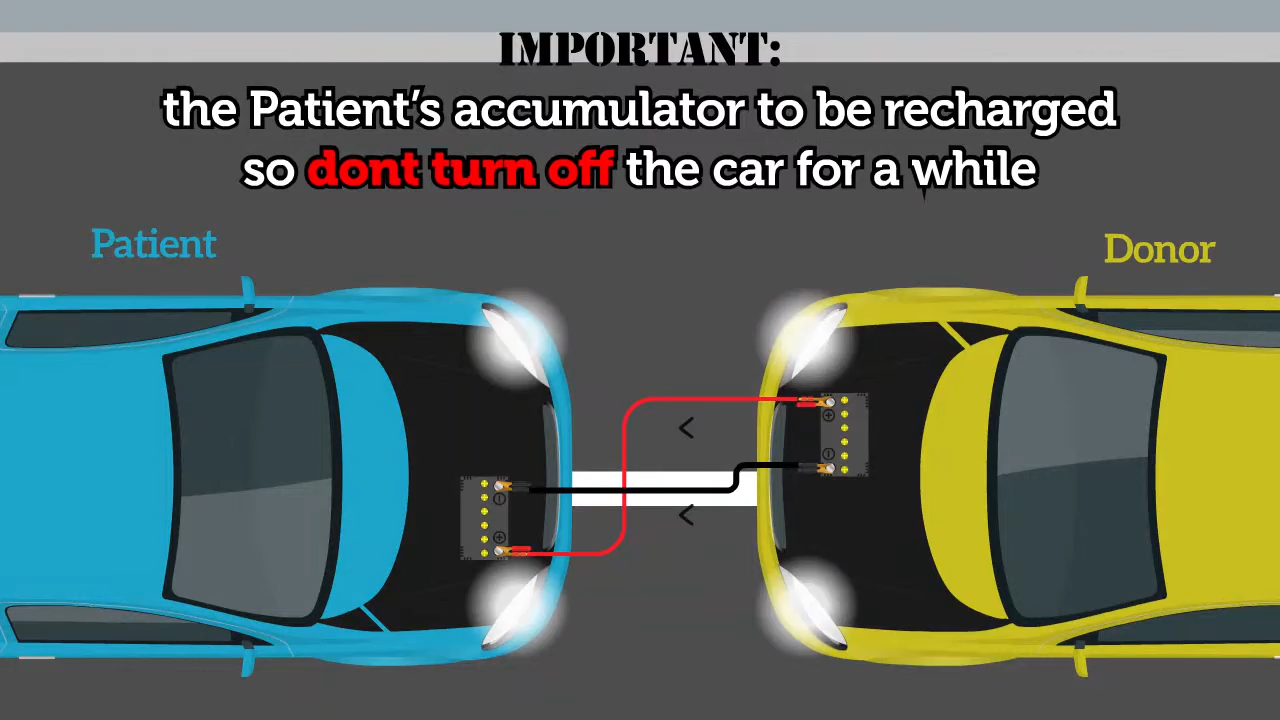 IMPORTANT:
the Patient's accumulator to be recharged
so dont turn off the car for a while
Patient
Donor